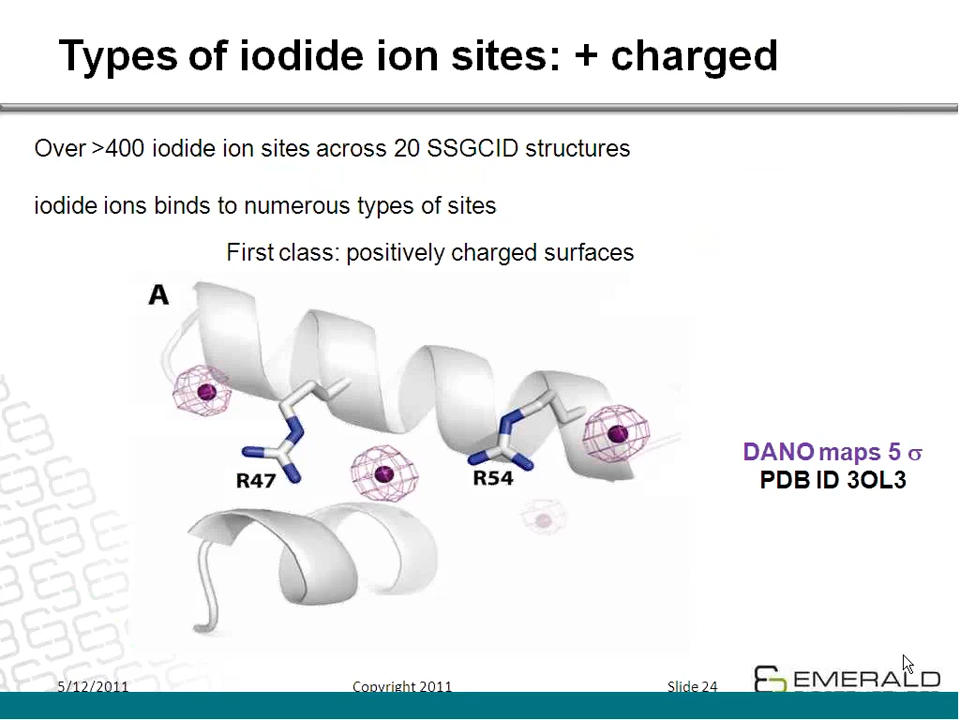 Types of iodide ion sites: + charged
Over >400 iodide ion sites across 20 SSGCID structures
iodide ions binds to numerous types of sites
First class: positively charged surfaces
A
R47
R54
DANO maps 5 σ
PDB ID 3OL3
5/12/2011
Copyright 2011
Slide 24
EMERALD